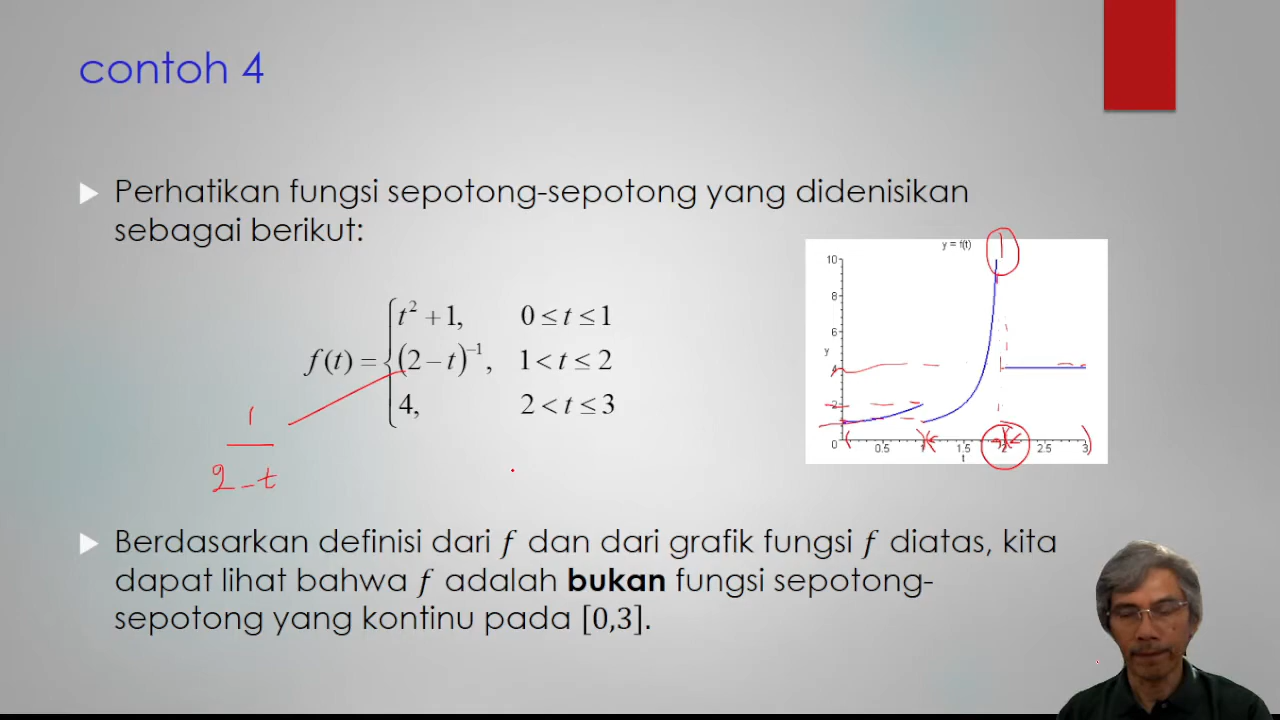 contoh 4
Perhatikan fungsi sepotong-sepotong yang didenisikan
sebagai berikut:
t² + 1, 0 ≤ t ≤ 1
f(t) = { (2 − t)⁻¹, 1 < t ≤ 2
4, 2 < t ≤ 3
1
2 - t
y = f(t)
10
8
6
y
4
2
0 0.5 1.5 2 2.5 3
t
Berdasarkan definisi dari f dan dari grafik fungsi f diatas, kita
dapat lihat bahwa f adalah bukan fungsi sepotong-
sepotong yang kontinu pada [0,3].